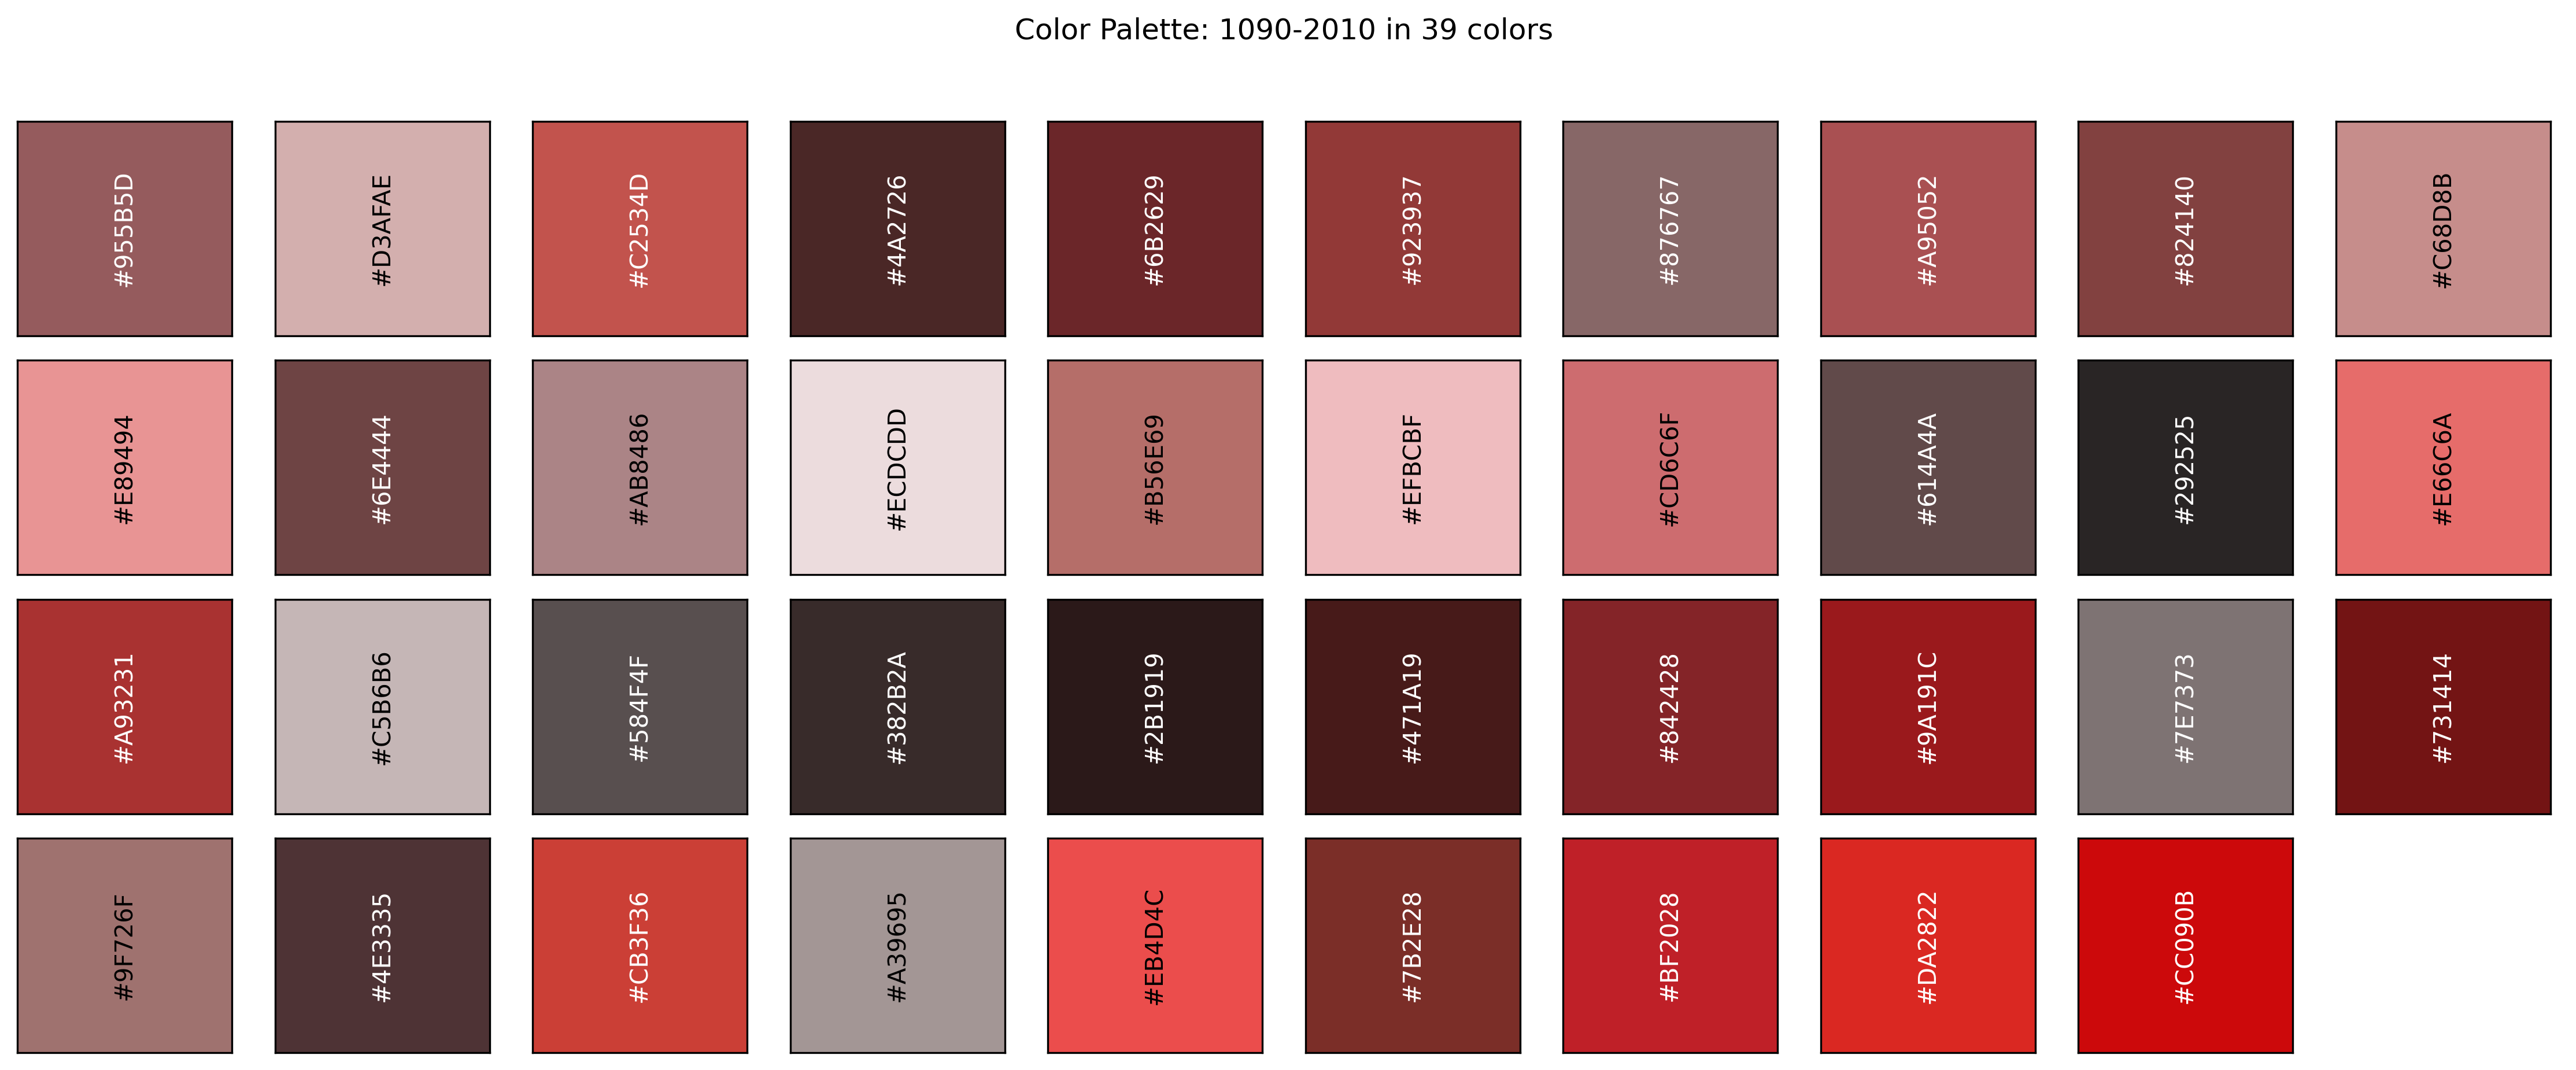 Color Palette: 1090-2010 in 39 colors
#955B5D
#D3AFAE
#C2534D
#4A2726
#6B2629
#923937
#876767
#A95052
#824140
#C68D8B
#E89494
#6E4444
#AB8486
#ECDCDD
#B56E69
#EFBCBF
#CD6C6F
#614A4A
#292525
#E66C6A
#A93231
#C5B6B6
#584F4F
#382B2A
#2B1919
#471A19
#842428
#9A191C
#7E7373
#731414
#9F726F
#4E3335
#CB3F36
#A39695
#EB4D4C
#7B2E28
#BF2028
#DA2822
#CC090B